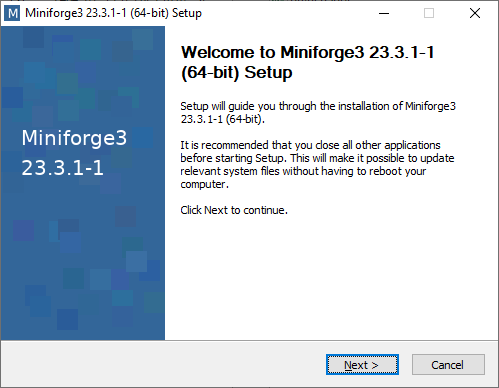 Miniforge3 23.3.1-1 (64-bit) Setup
Welcome to Miniforge3 23.3.1-1
(64-bit) Setup
Setup will guide you through the installation of Miniforge3
23.3.1-1 (64-bit).
It is recommended that you close all other applications
before starting Setup. This will make it possible to update
relevant system files without having to reboot your
computer.
Click Next to continue.
Miniforge3
23.3.1-1
Next >
Cancel